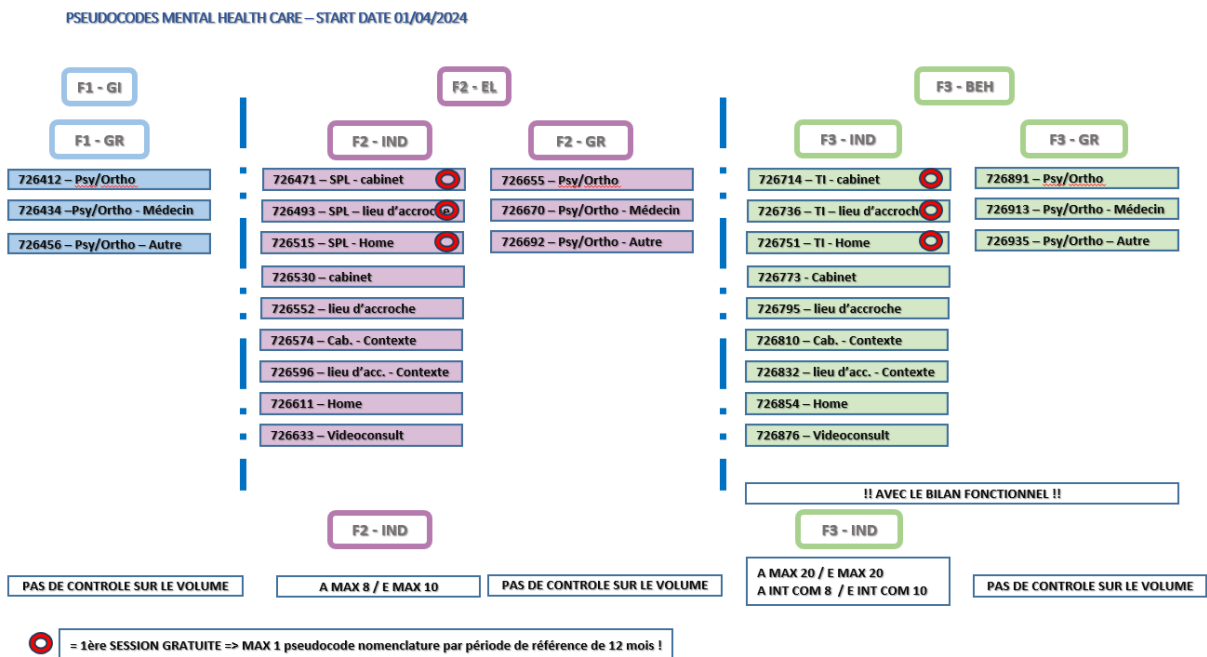 PSEUDOCODES MENTAL HEALTH CARE – START DATE 01/04/2024
F1 - GI
F1 - GR
726412 – Psy/Ortho
726434 –Psy/Ortho - Médecin
726456 – Psy/Ortho – Autre
PAS DE CONTROLE SUR LE VOLUME
F2 - EL
F2 - IND
726471 – SPL - cabinet
726493 – SPL – lieu d’accroche
726515 – SPL - Home
726530 – cabinet
726552 – lieu d’accroche
726574 – Cab. - Contexte
726596 – lieu d’acc. - Contexte
726611 – Home
726633 – Videoconsult
F2 - IND
A MAX 8 / E MAX 10
F2 - GR
726655 – Psy/Ortho
726670 – Psy/Ortho - Médecin
726692 – Psy/Ortho - Autre
PAS DE CONTROLE SUR LE VOLUME
F3 - BEH
F3 - IND
726714 – TI - cabinet
726736 – TI – lieu d’accroch
726751 – TI - Home
726773 - Cabinet
726795 – lieu d’accroche
726810 – Cab. - Contexte
726832 – lieu d’acc. - Contexte
726854 – Home
726876 – Videoconsult
F3 - GR
726891 – Psy/Ortho
726913 – Psy/Ortho - Médecin
726935 – Psy/Ortho – Autre
!! AVEC LE BILAN FONCTIONNEL !!
F3 - IND
A MAX 20 / E MAX 20
A INT COM 8 / E INT COM 10
PAS DE CONTROLE SUR LE VOLUME
= 1ère SESSION GRATUITE => MAX 1 pseudocode nomenclature par période de référence de 12 mois !